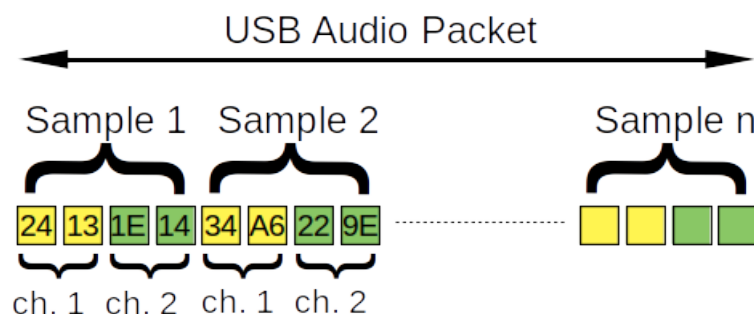 USB Audio Packet
Sample 1 Sample 2 Sample n
24 13 1E 14 34 A6 22 9E
ch. 1 ch. 2 ch. 1 ch. 2